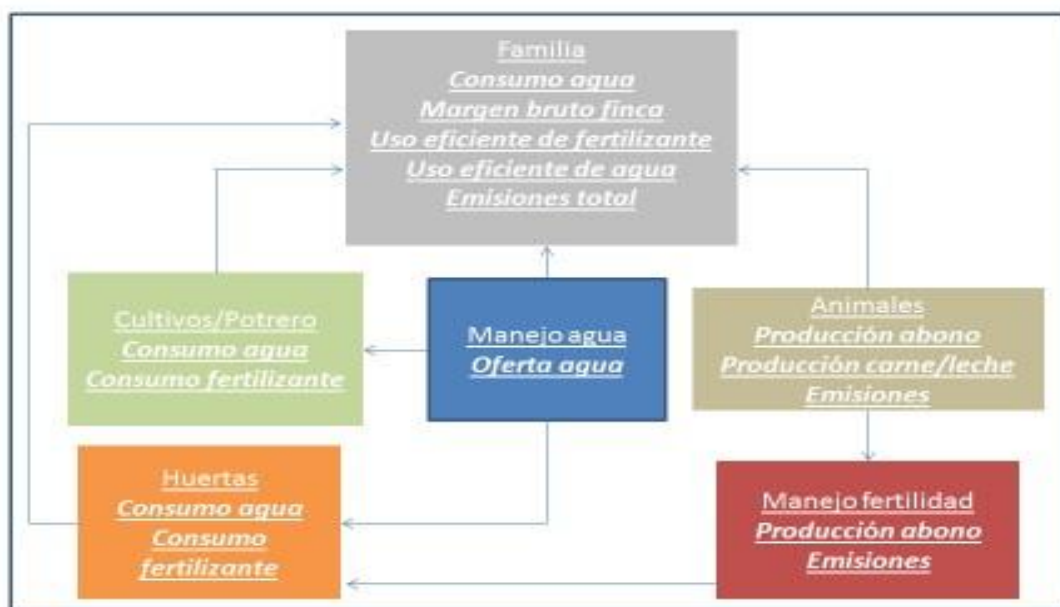 Familia
Consumo agua
Margen bruto finca
Uso eficiente de fertilizante
Uso eficiente de agua
Emisiones total
Cultivos/Potrero
Consumo agua
Consumo fertilizante
Manejo agua
Oferta agua
Animales
Producción abono
Producción carne/leche
Emisiones
Huertas
Consumo agua
Consumo
fertilizante
Manejo fertilidad
Producción abono
Emisiones